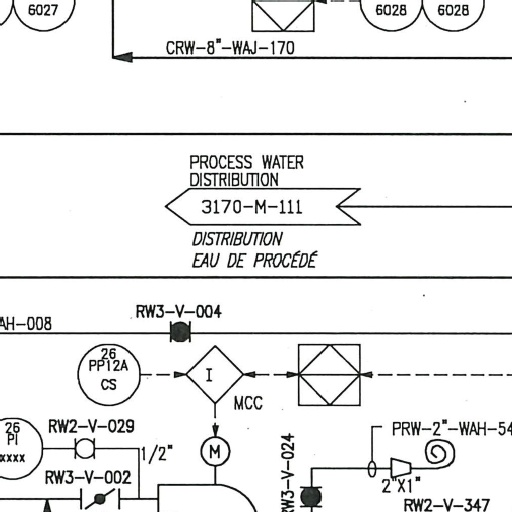 6027
6028
6028
CRW-8"-WAJ-170
PROCESS WATER
DISTRIBUTION
3170-M-111
DISTRIBUTION
EAU DE PROCÉDÉ
AH-008
RW3-V-004
26
PP12A
CS
I
MCC
26
PI
xxxx
RW2-V-029
1/2"
M
RW3-V-002
RW3-V-024
PRW-2"-WAH-54
2"X1"
RW2-V-347